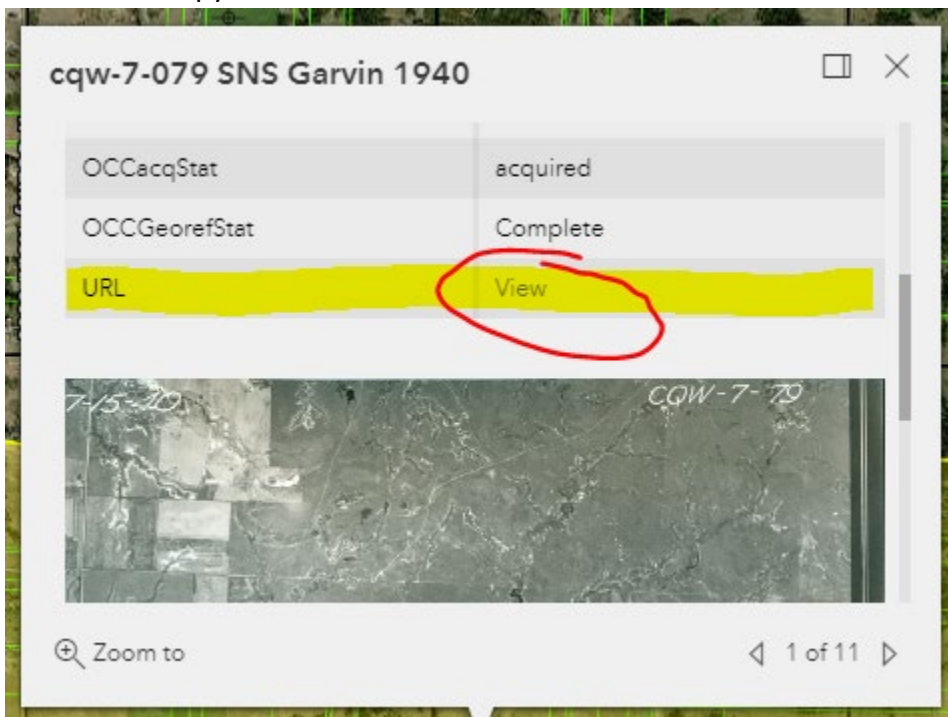 cqw-7-079 SNS Garvin 1940
OCCacqStat acquired
OCCGeorefStat Complete
URL View
7-15-40 CQW-7-79
Zoom to 1 of 11